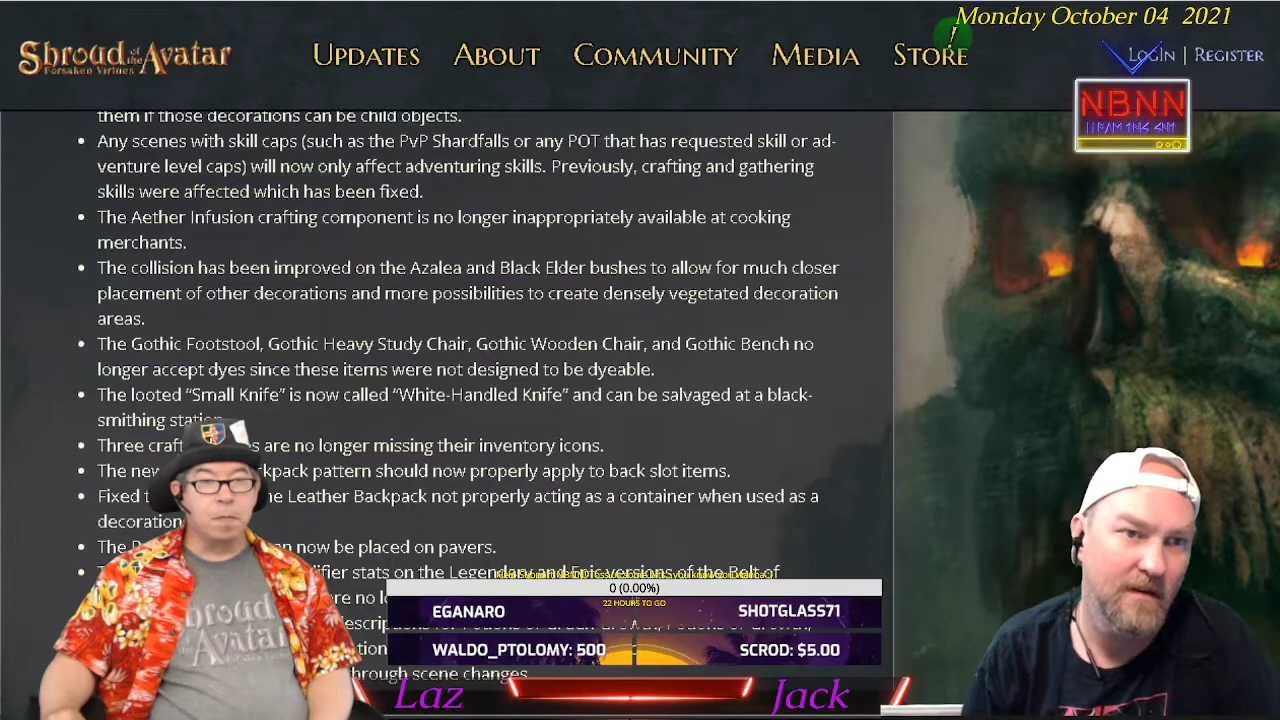 Monday October 04 2021
Shroud of the Avatar
Forsaken Virtues
Updates About Community Media Store
!
LogIn | Register
NBNN
them if those decorations can be child objects.
Any scenes with skill caps (such as the PvP Shardfalls or any POT that has requested skill or ad-
venture level caps) will now only affect adventuring skills. Previously, crafting and gathering
skills were affected which has been fixed.
The Aether Infusion crafting component is no longer inappropriately available at cooking
merchants.
The collision has been improved on the Azalea and Black Elder bushes to allow for much closer
placement of other decorations and more possibilities to create densely vegetated decoration
areas.
The Gothic Footstool, Gothic Heavy Study Chair, Gothic Wooden Chair, and Gothic Bench no
longer accept dyes since these items were not designed to be dyeable.
The looted “Small Knife” is now called “White-Handled Knife” and can be salvaged at a black-
smithing station.
Three craft are no longer missing their inventory icons.
The new pattern should now properly apply to back slot items.
Fixed Leather Backpack not properly acting as a container when used as a
decoration
The now be placed on pavers.
stats on the Legendary and Epic versions of the Belt of
0 (0.00%)
22 HOURS TO GO
EGANARO SHOTGLASS71
WALDO_PTOLOMY: 500 SCROD: $5.00
through scene changes.
Shroud
of the
Avatar
Laz Jack